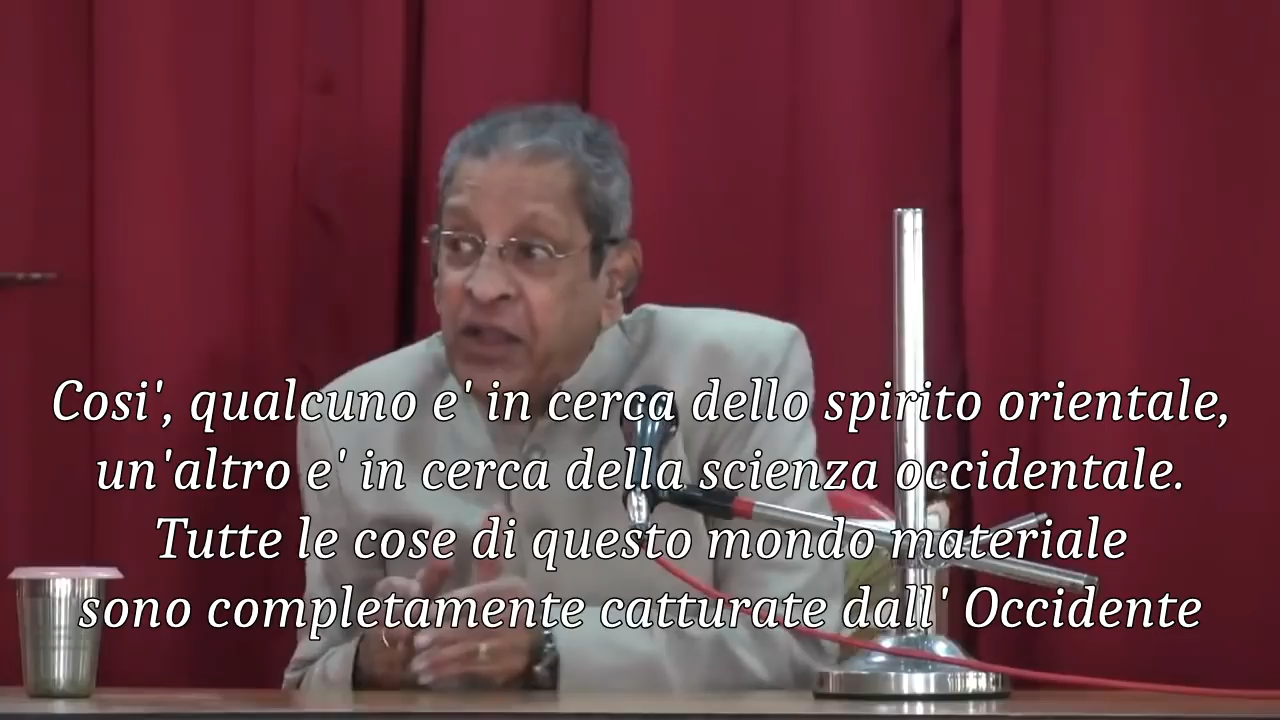 Cosi', qualcuno e' in cerca dello spirito orientale,
un'altro e' in cerca della scienza occidentale.
Tutte le cose di questo mondo materiale
sono completamente catturate dall' Occidente